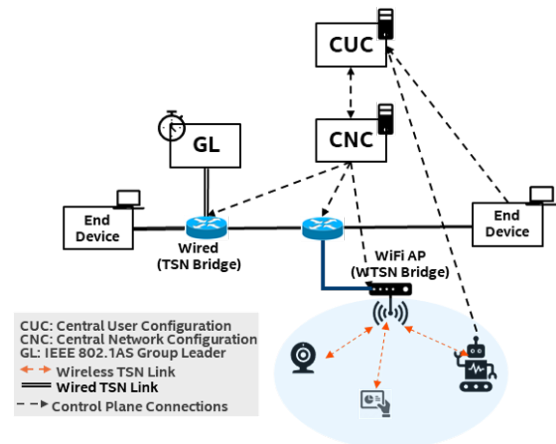 CUC
GL
CNC
End
Device
Wired
(TSN Bridge)
End
Device
WiFi AP
(WTSN Bridge)
CUC: Central User Configuration
CNC: Central Network Configuration
GL: IEEE 802.1AS Group Leader
Wireless TSN Link
Wired TSN Link
Control Plane Connections